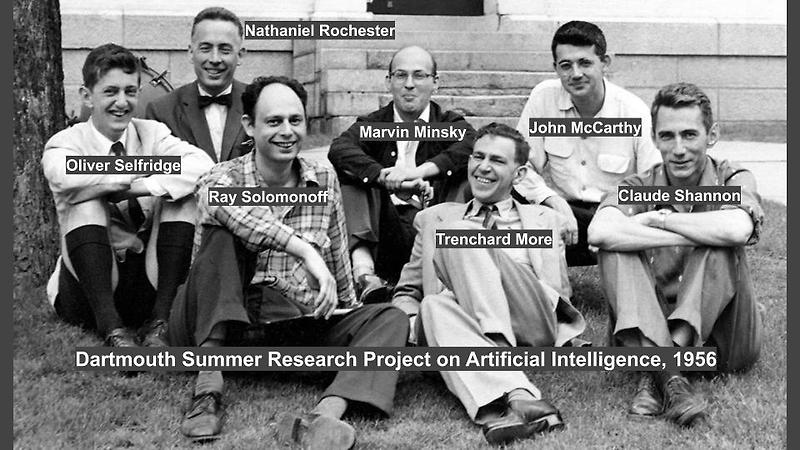 Nathaniel Rochester
Marvin Minsky
John McCarthy
Oliver Selfridge
Ray Solomonoff
Claude Shannon
Trenchard More
Dartmouth Summer Research Project on Artificial Intelligence, 1956